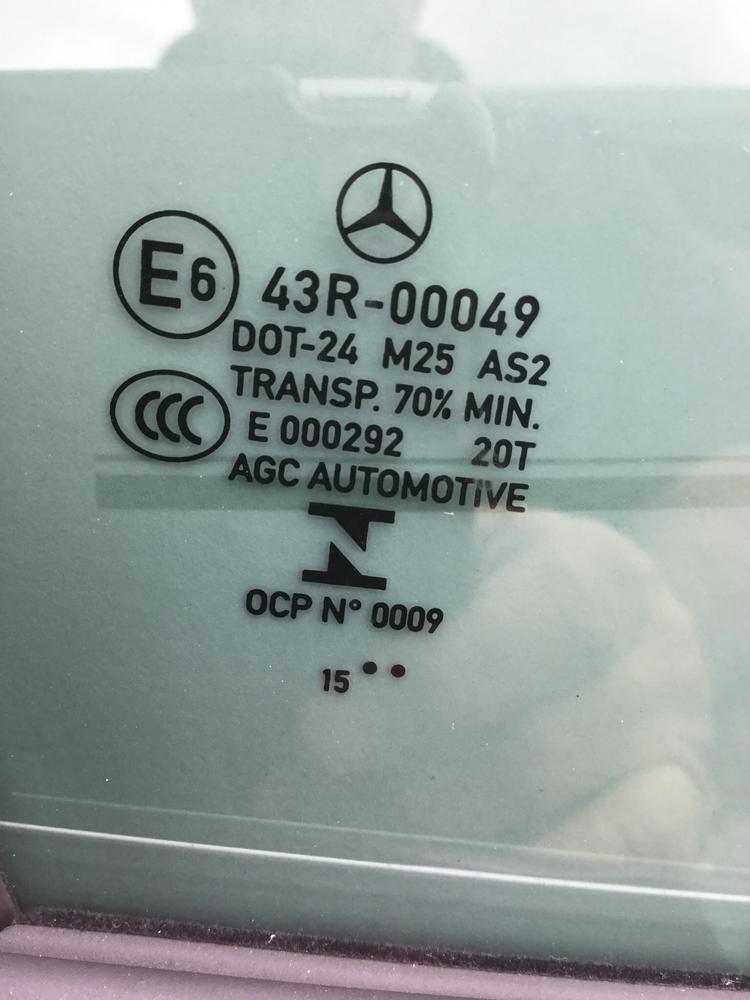 E6 43R-00049
DOT-24 M25 AS2
TRANSP. 70% MIN.
CCC E 000292 20T
AGC AUTOMOTIVE
OCP N° 0009
15 ••